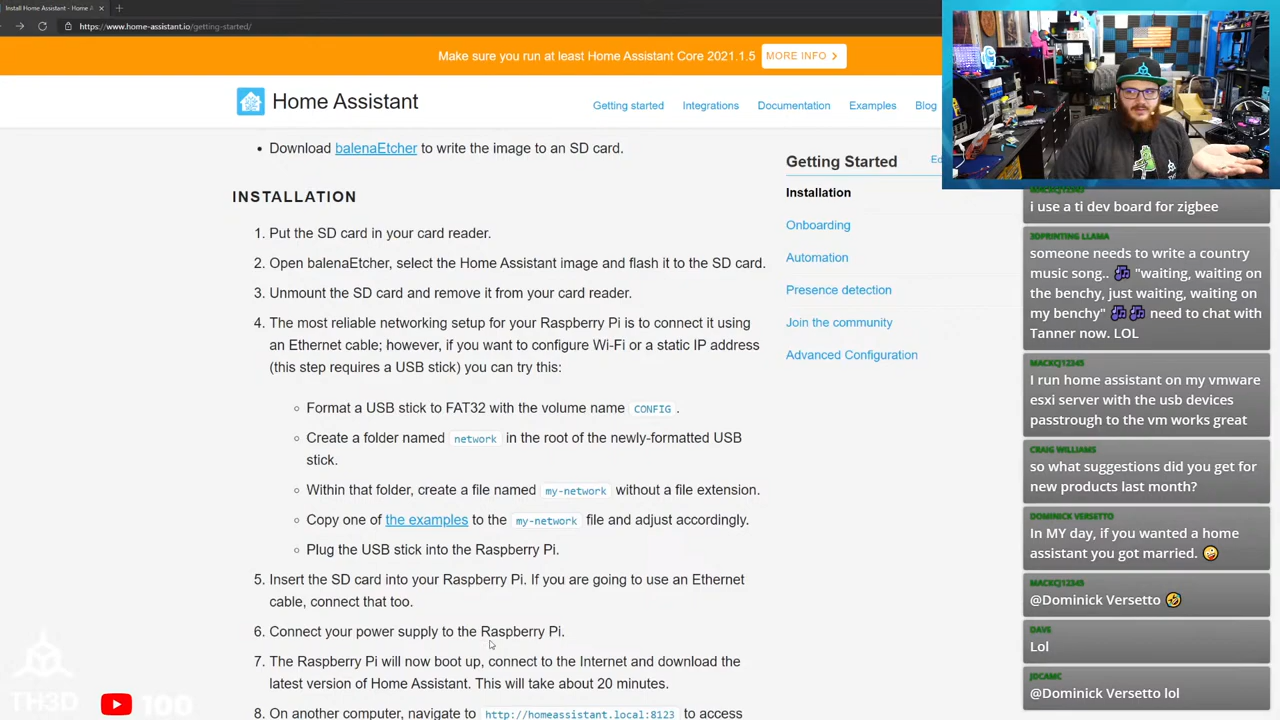 Install Home Assistant - Home A
https://www.home-assistant.io/getting-started/
Make sure you run at least Home Assistant Core 2021.1.5
MORE INFO
Home Assistant
Getting started
Integrations
Documentation
Examples
Blog
Download balenaEtcher to write the image to an SD card.
INSTALLATION
1. Put the SD card in your card reader.
2. Open balenaEtcher, select the Home Assistant image and flash it to the SD card.
3. Unmount the SD card and remove it from your card reader.
4. The most reliable networking setup for your Raspberry Pi is to connect it using
an Ethernet cable; however, if you want to configure Wi-Fi or a static IP address
(this step requires a USB stick) you can try this:
Format a USB stick to FAT32 with the volume name CONFIG .
Create a folder named network in the root of the newly-formatted USB
stick.
Within that folder, create a file named my-network without a file extension.
Copy one of the examples to the my-network file and adjust accordingly.
Plug the USB stick into the Raspberry Pi.
5. Insert the SD card into your Raspberry Pi. If you are going to use an Ethernet
cable, connect that too.
6. Connect your power supply to the Raspberry Pi.
7. The Raspberry Pi will now boot up, connect to the Internet and download the
latest version of Home Assistant. This will take about 20 minutes.
8. On another computer, navigate to http://homeassistant.local:8123 to access
Getting Started
Installation
Onboarding
Automation
Presence detection
Join the community
Advanced Configuration
i use a ti dev board for zigbee
3DPRINTING LLAMA
someone needs to write a country
music song.. 🎶 "waiting, waiting on
the benchy, just waiting, waiting on
my benchy" 🎶 🎶 need to chat with
Tanner now. LOL
MACKCJ12345
I run home assistant on my vmware
esxi server with the usb devices
passtrough to the vm works great
CRAIG WILLIAMS
so what suggestions did you get for
new products last month?
DOMINICK VERSETTO
In MY day, if you wanted a home
assistant you got married. 🤪
MACKCJ12345
@Dominick Versetto 🤣
DAVE
Lol
JDCAMC
@Dominick Versetto lol
TH3D
100